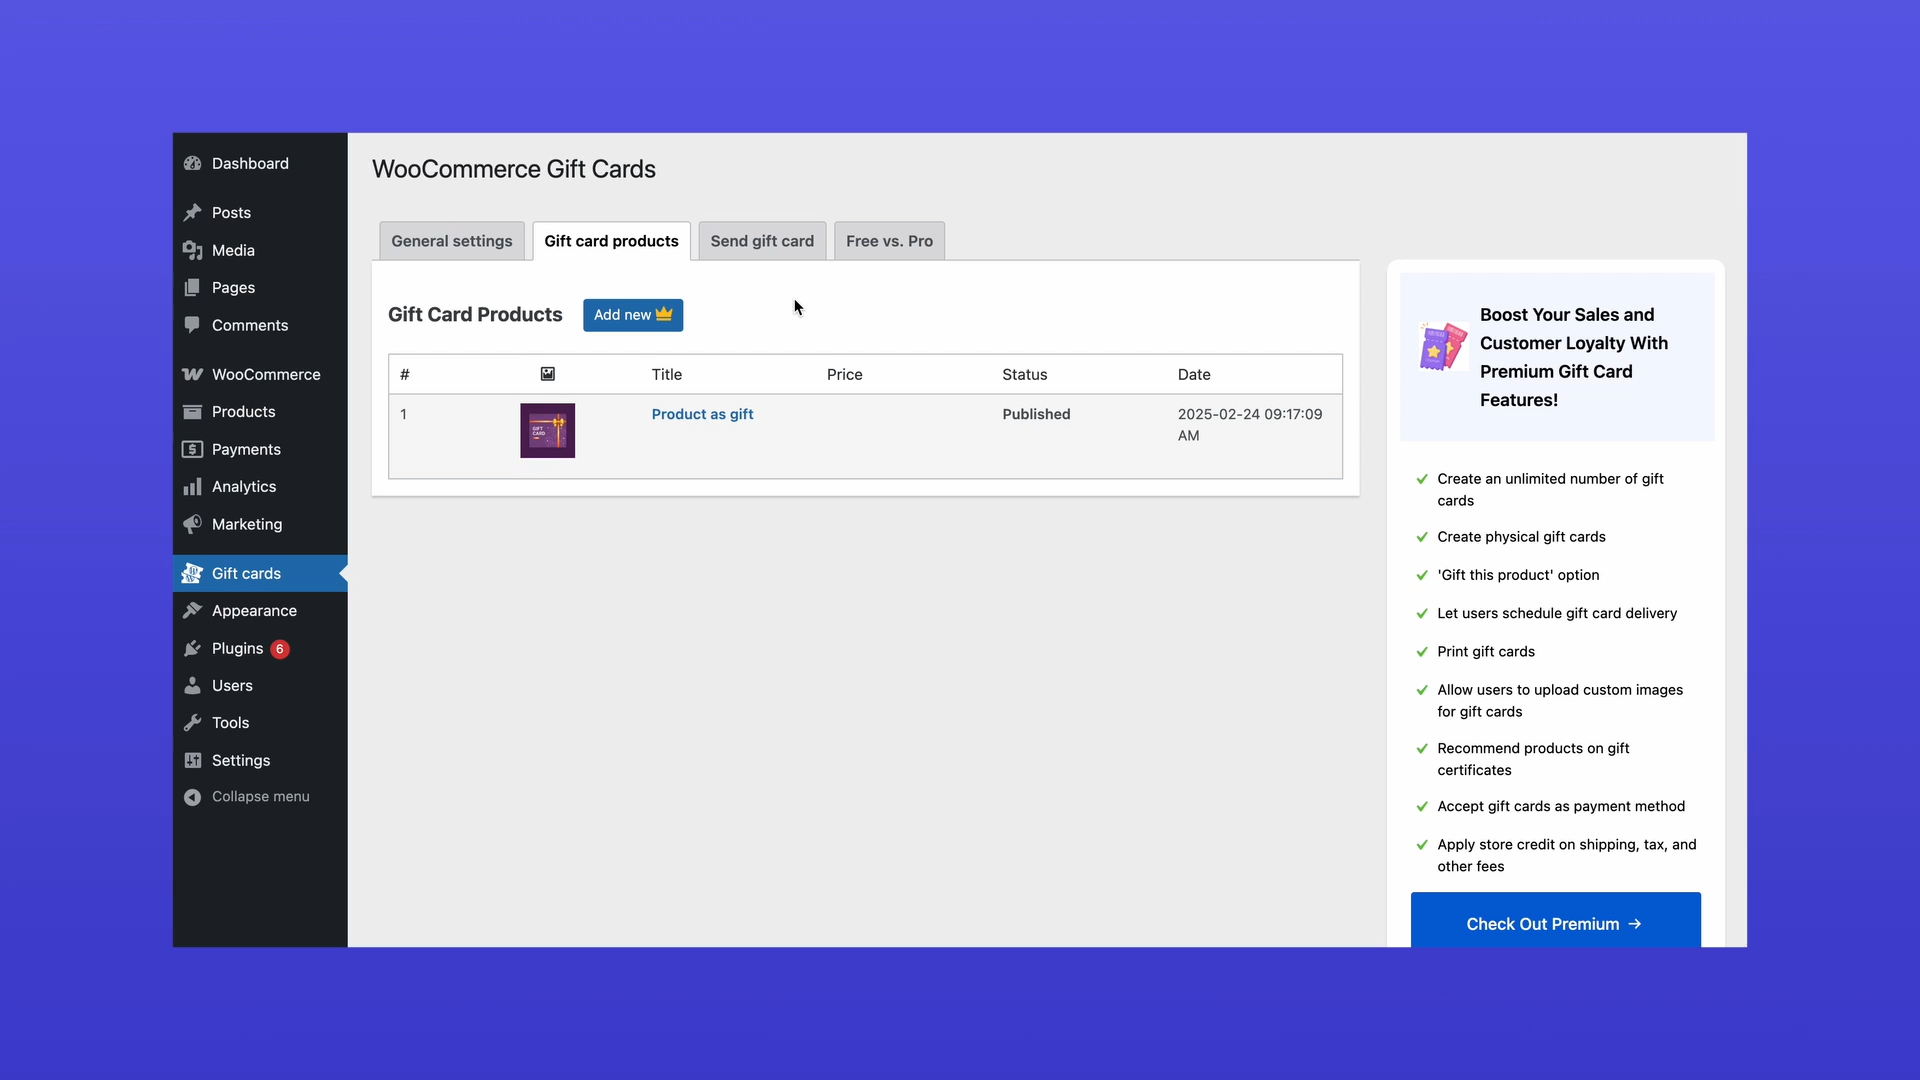 Dashboard
Posts
Media
Pages
Comments
WooCommerce
Products
Payments
Analytics
Marketing
Gift cards
Appearance
Plugins 6
Users
Tools
Settings
Collapse menu
WooCommerce Gift Cards
General settings
Gift card products
Send gift card
Free vs. Pro
Gift Card Products
Add new
# Title Price Status Date
1 Product as gift Published 2025-02-24 09:17:09
AM
GIFT
CARD
Boost Your Sales and
Customer Loyalty With
Premium Gift Card
Features!
Create an unlimited number of gift
cards
Create physical gift cards
'Gift this product' option
Let users schedule gift card delivery
Print gift cards
Allow users to upload custom images
for gift cards
Recommend products on gift
certificates
Accept gift cards as payment method
Apply store credit on shipping, tax, and
other fees
Check Out Premium →